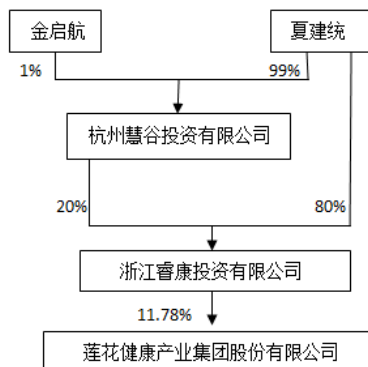 金启航
夏建统
1%
99%
杭州慧谷投资有限公司
20%
80%
浙江睿康投资有限公司
11.78%
莲花健康产业集团股份有限公司